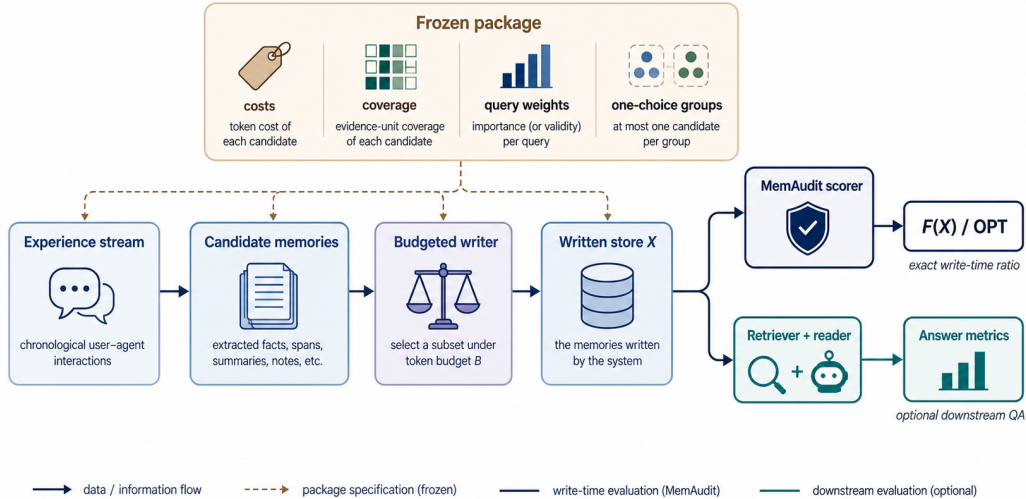 Frozen package
costs
token cost of
each candidate
coverage
evidence-unit coverage
of each candidate
query weights
importance (or validity)
per query
one-choice groups
at most one candidate
per group
Experience stream
chronological user–agent
interactions
Candidate memories
extracted facts, spans,
summaries, notes, etc.
Budgeted writer
select a subset under
token budget B
Written store X
the memories written
by the system
MemAudit scorer
F(X) / OPT
exact write-time ratio
Retriever + reader
+
Answer metrics
optional downstream QA
data / information flow
package specification (frozen)
write-time evaluation (MemAudit)
downstream evaluation (optional)